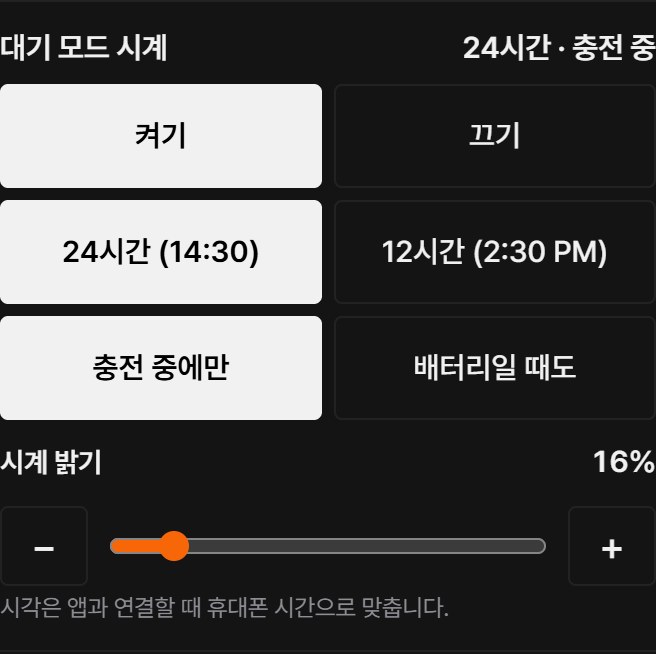 대기 모드 시계 24시간 · 충전 중
켜기 끄기
24시간 (14:30) 12시간 (2:30 PM)
충전 중에만 배터리일 때도
시계 밝기 16%
− +
시각은 앱과 연결할 때 휴대폰 시간으로 맞춥니다.